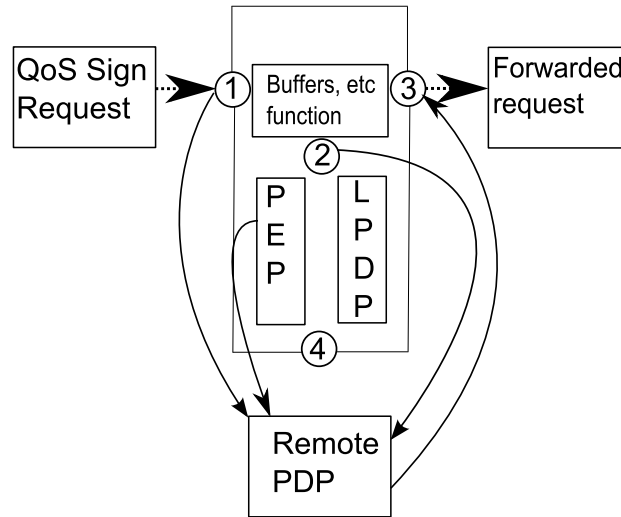 QoS Sign
Request
1
Buffers, etc
function
3
Forwarded
request
2
P
E
P
L
P
D
P
4
Remote
PDP